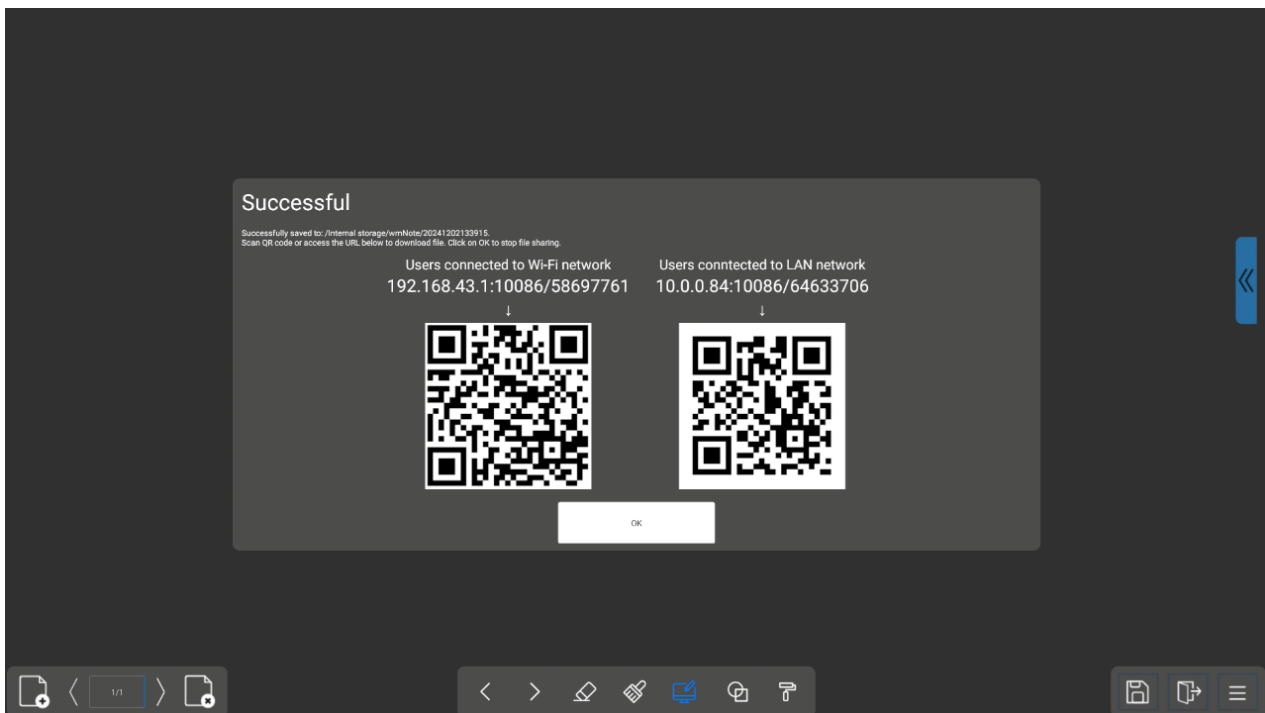 Successful
Successfully saved to: /Internal storage/wmNote/20241202133915.
Scan QR code or access the URL below to download file. Click on OK to stop file sharing.
Users connected to Wi-Fi network
192.168.43.1:10086/58697761
↓
Users conntected to LAN network
10.0.0.84:10086/64633706
↓
OK
1/1